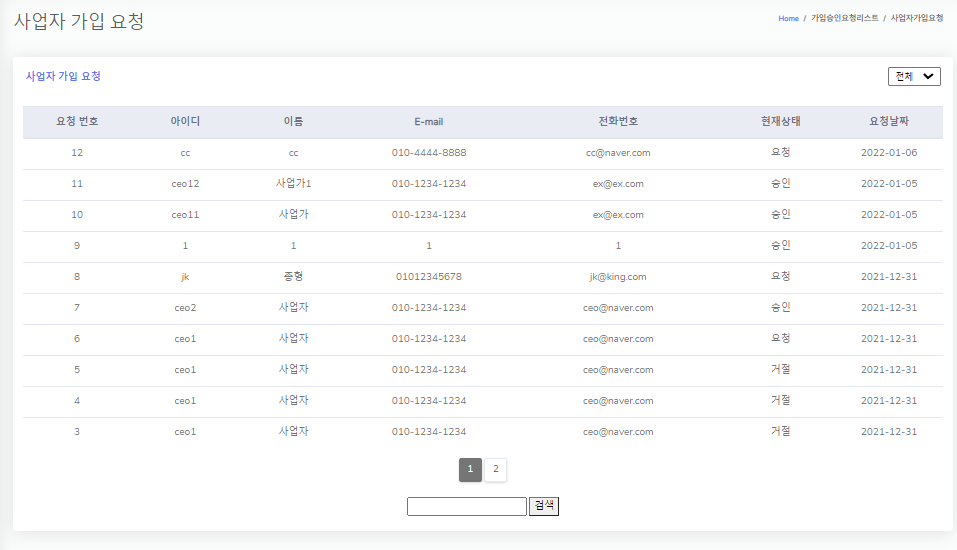 사업자 가입 요청
Home / 가입승인요청리스트 / 사업자가입요청
사업자 가입 요청
전체
요청 번호 아이디 이름 E-mail 전화번호 현재상태 요청날짜
12 cc cc 010-4444-8888 cc@naver.com 요청 2022-01-06
11 ceo12 사업가1 010-1234-1234 ex@ex.com 승인 2022-01-05
10 ceo11 사업가 010-1234-1234 ex@ex.com 승인 2022-01-05
9 1 1 1 1 승인 2022-01-05
8 jk 종형 01012345678 jk@king.com 요청 2021-12-31
7 ceo2 사업자 010-1234-1234 ceo@naver.com 승인 2021-12-31
6 ceo1 사업자 010-1234-1234 ceo@naver.com 요청 2021-12-31
5 ceo1 사업자 010-1234-1234 ceo@naver.com 거절 2021-12-31
4 ceo1 사업자 010-1234-1234 ceo@naver.com 거절 2021-12-31
3 ceo1 사업자 010-1234-1234 ceo@naver.com 거절 2021-12-31
1 2
검색